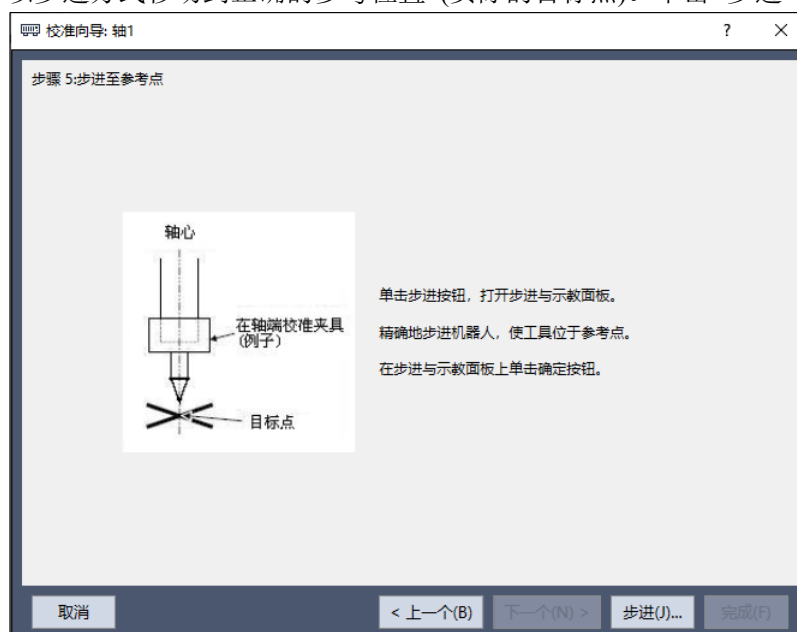 校准向导: 轴1
?
步骤 5:步进至参考点
轴心
在轴端校准夹具
(例子)
目标点
单击步进按钮，打开步进与示教面板。
精确地步进机器人，使工具位于参考点。
在步进与示教面板上单击确定按钮。
取消
< 上一个(B)
下一个(N) >
步进(J)...
完成(F)